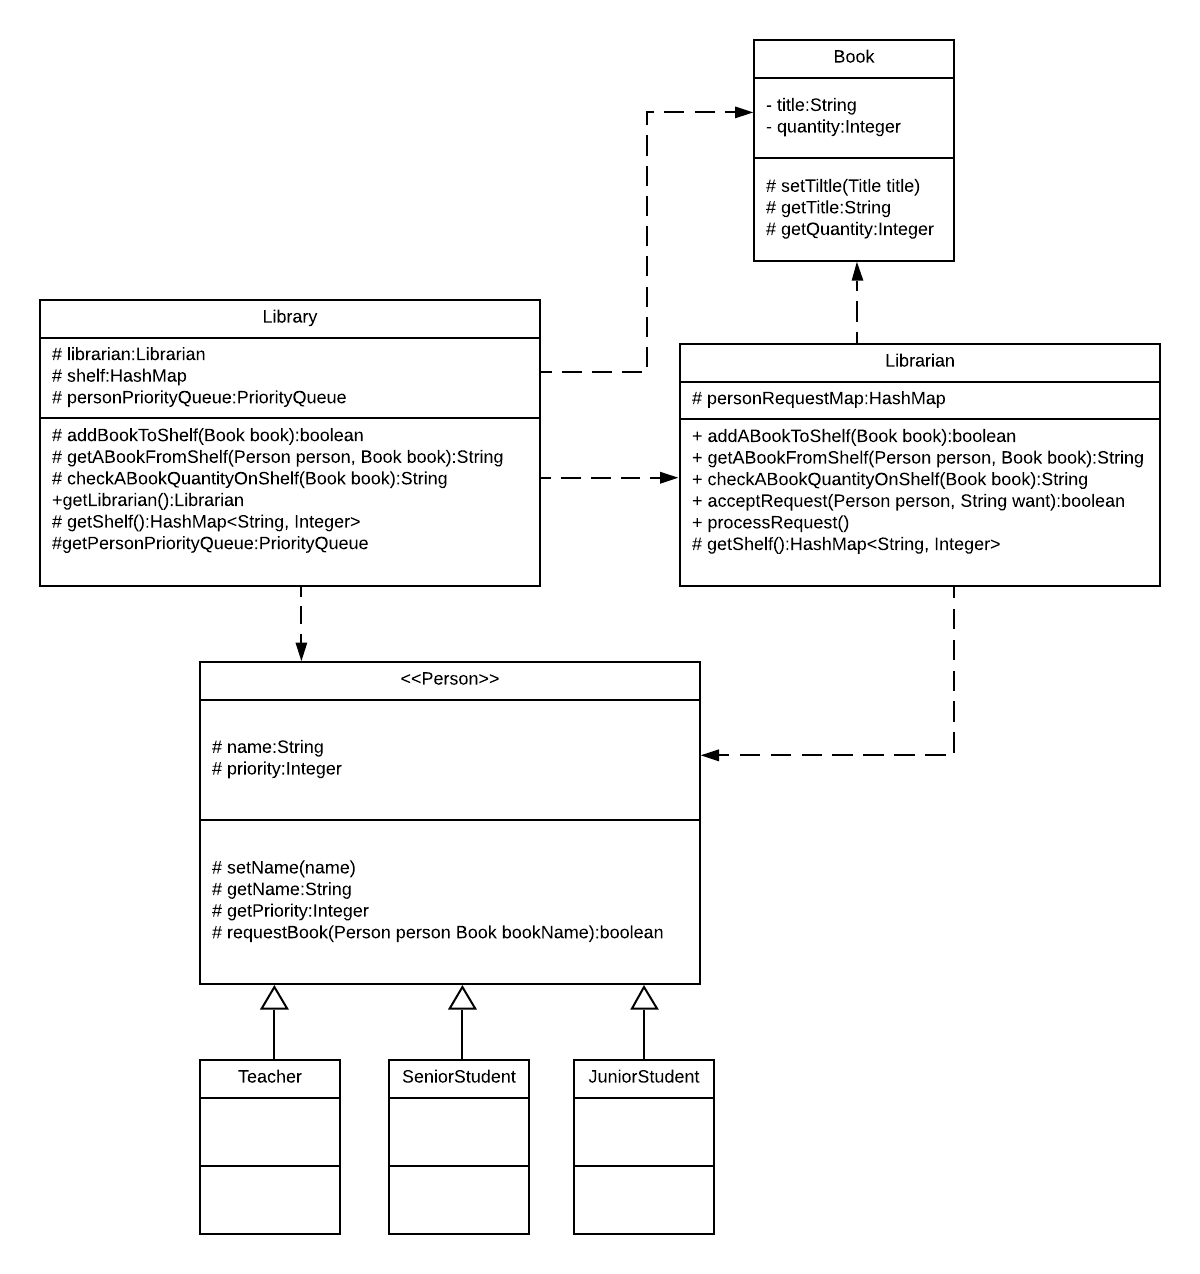 Book
- title:String
- quantity:Integer
# setTiltle(Title title)
# getTitle:String
# getQuantity:Integer
Library
# librarian:Librarian
# shelf:HashMap
# personPriorityQueue:PriorityQueue
# addBookToShelf(Book book):boolean
# getABookFromShelf(Person person, Book book):String
# checkABookQuantityOnShelf(Book book):String
+getLibrarian():Librarian
# getShelf():HashMap<String, Integer>
#getPersonPriorityQueue:PriorityQueue
Librarian
# personRequestMap:HashMap
+ addABookToShelf(Book book):boolean
+ getABookFromShelf(Person person, Book book):String
+ checkABookQuantityOnShelf(Book book):String
+ acceptRequest(Person person, String want):boolean
+ processRequest()
# getShelf():HashMap<String, Integer>
<<Person>>
# name:String
# priority:Integer
# setName(name)
# getName:String
# getPriority:Integer
# requestBook(Person person Book bookName):boolean
Teacher
SeniorStudent
JuniorStudent